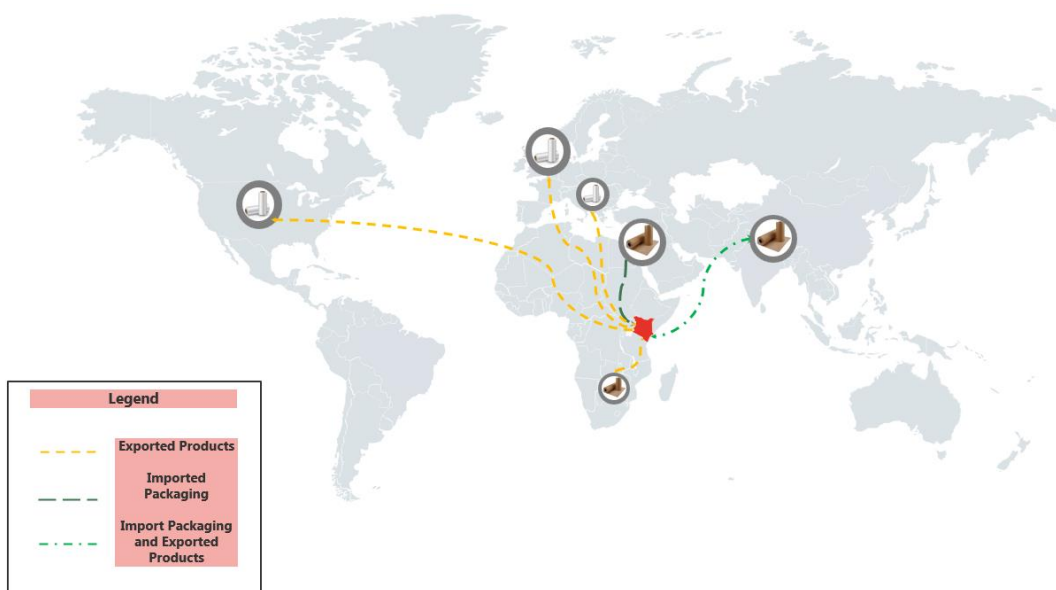 Legend
Exported Products
Imported
Packaging
Import Packaging
and Exported
Products